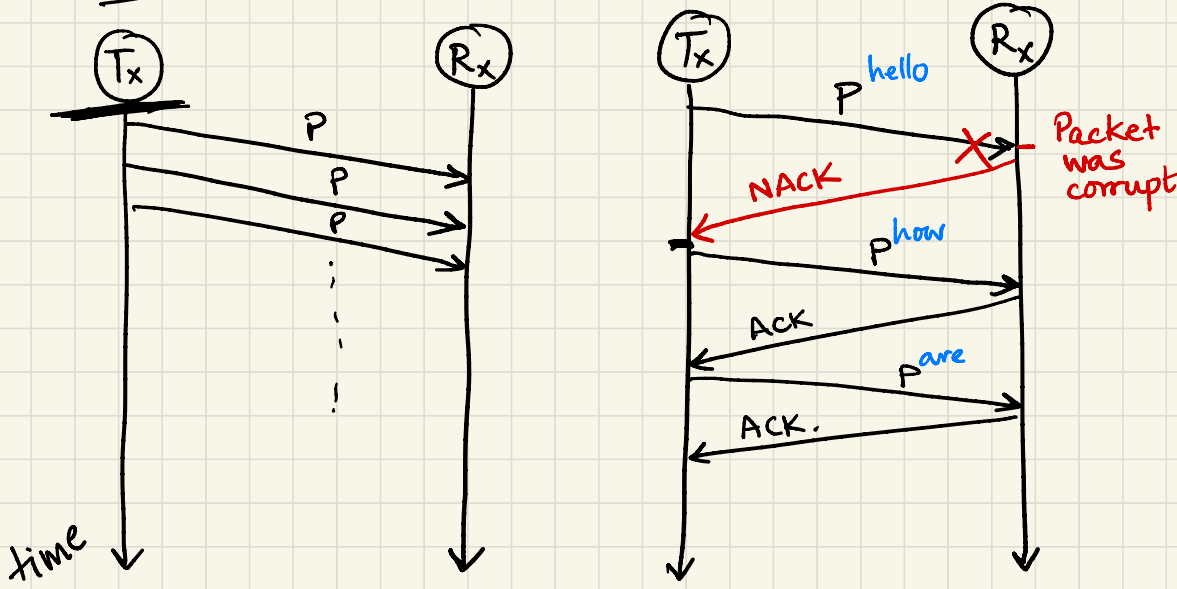 Tx
Rx
P
P
P
time
Tx
Rx
P hello
Packet
was
corrupt
NACK
P how
ACK
P are
ACK.